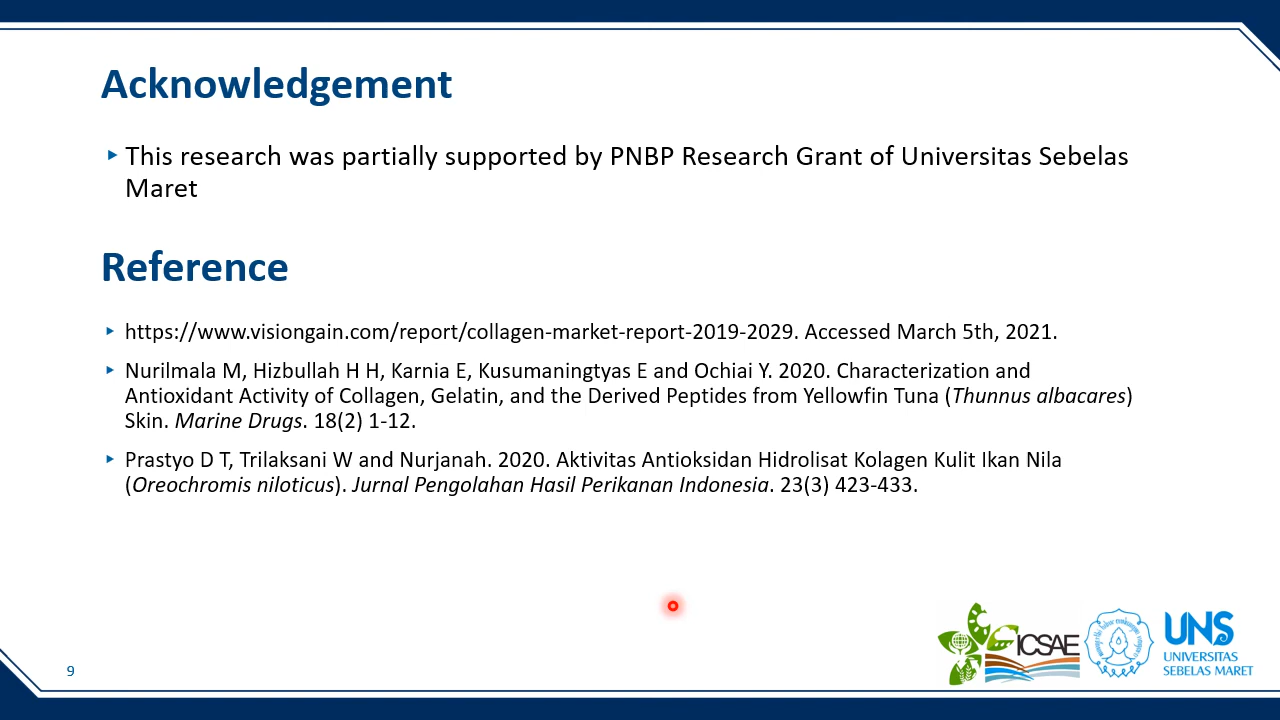 Acknowledgement
This research was partially supported by PNBP Research Grant of Universitas Sebelas
Maret
Reference
https://www.visiongain.com/report/collagen-market-report-2019-2029. Accessed March 5th, 2021.
Nurilmala M, Hizbullah H H, Karnia E, Kusumaningtyas E and Ochiai Y. 2020. Characterization and
Antioxidant Activity of Collagen, Gelatin, and the Derived Peptides from Yellowfin Tuna (Thunnus albacares)
Skin. Marine Drugs. 18(2) 1-12.
Prastyo D T, Trilaksani W and Nurjanah. 2020. Aktivitas Antioksidan Hidrolisat Kolagen Kulit Ikan Nila
(Oreochromis niloticus). Jurnal Pengolahan Hasil Perikanan Indonesia. 23(3) 423-433.
9
ICSAE
UNS
UNIVERSITAS
SEBELAS MARET